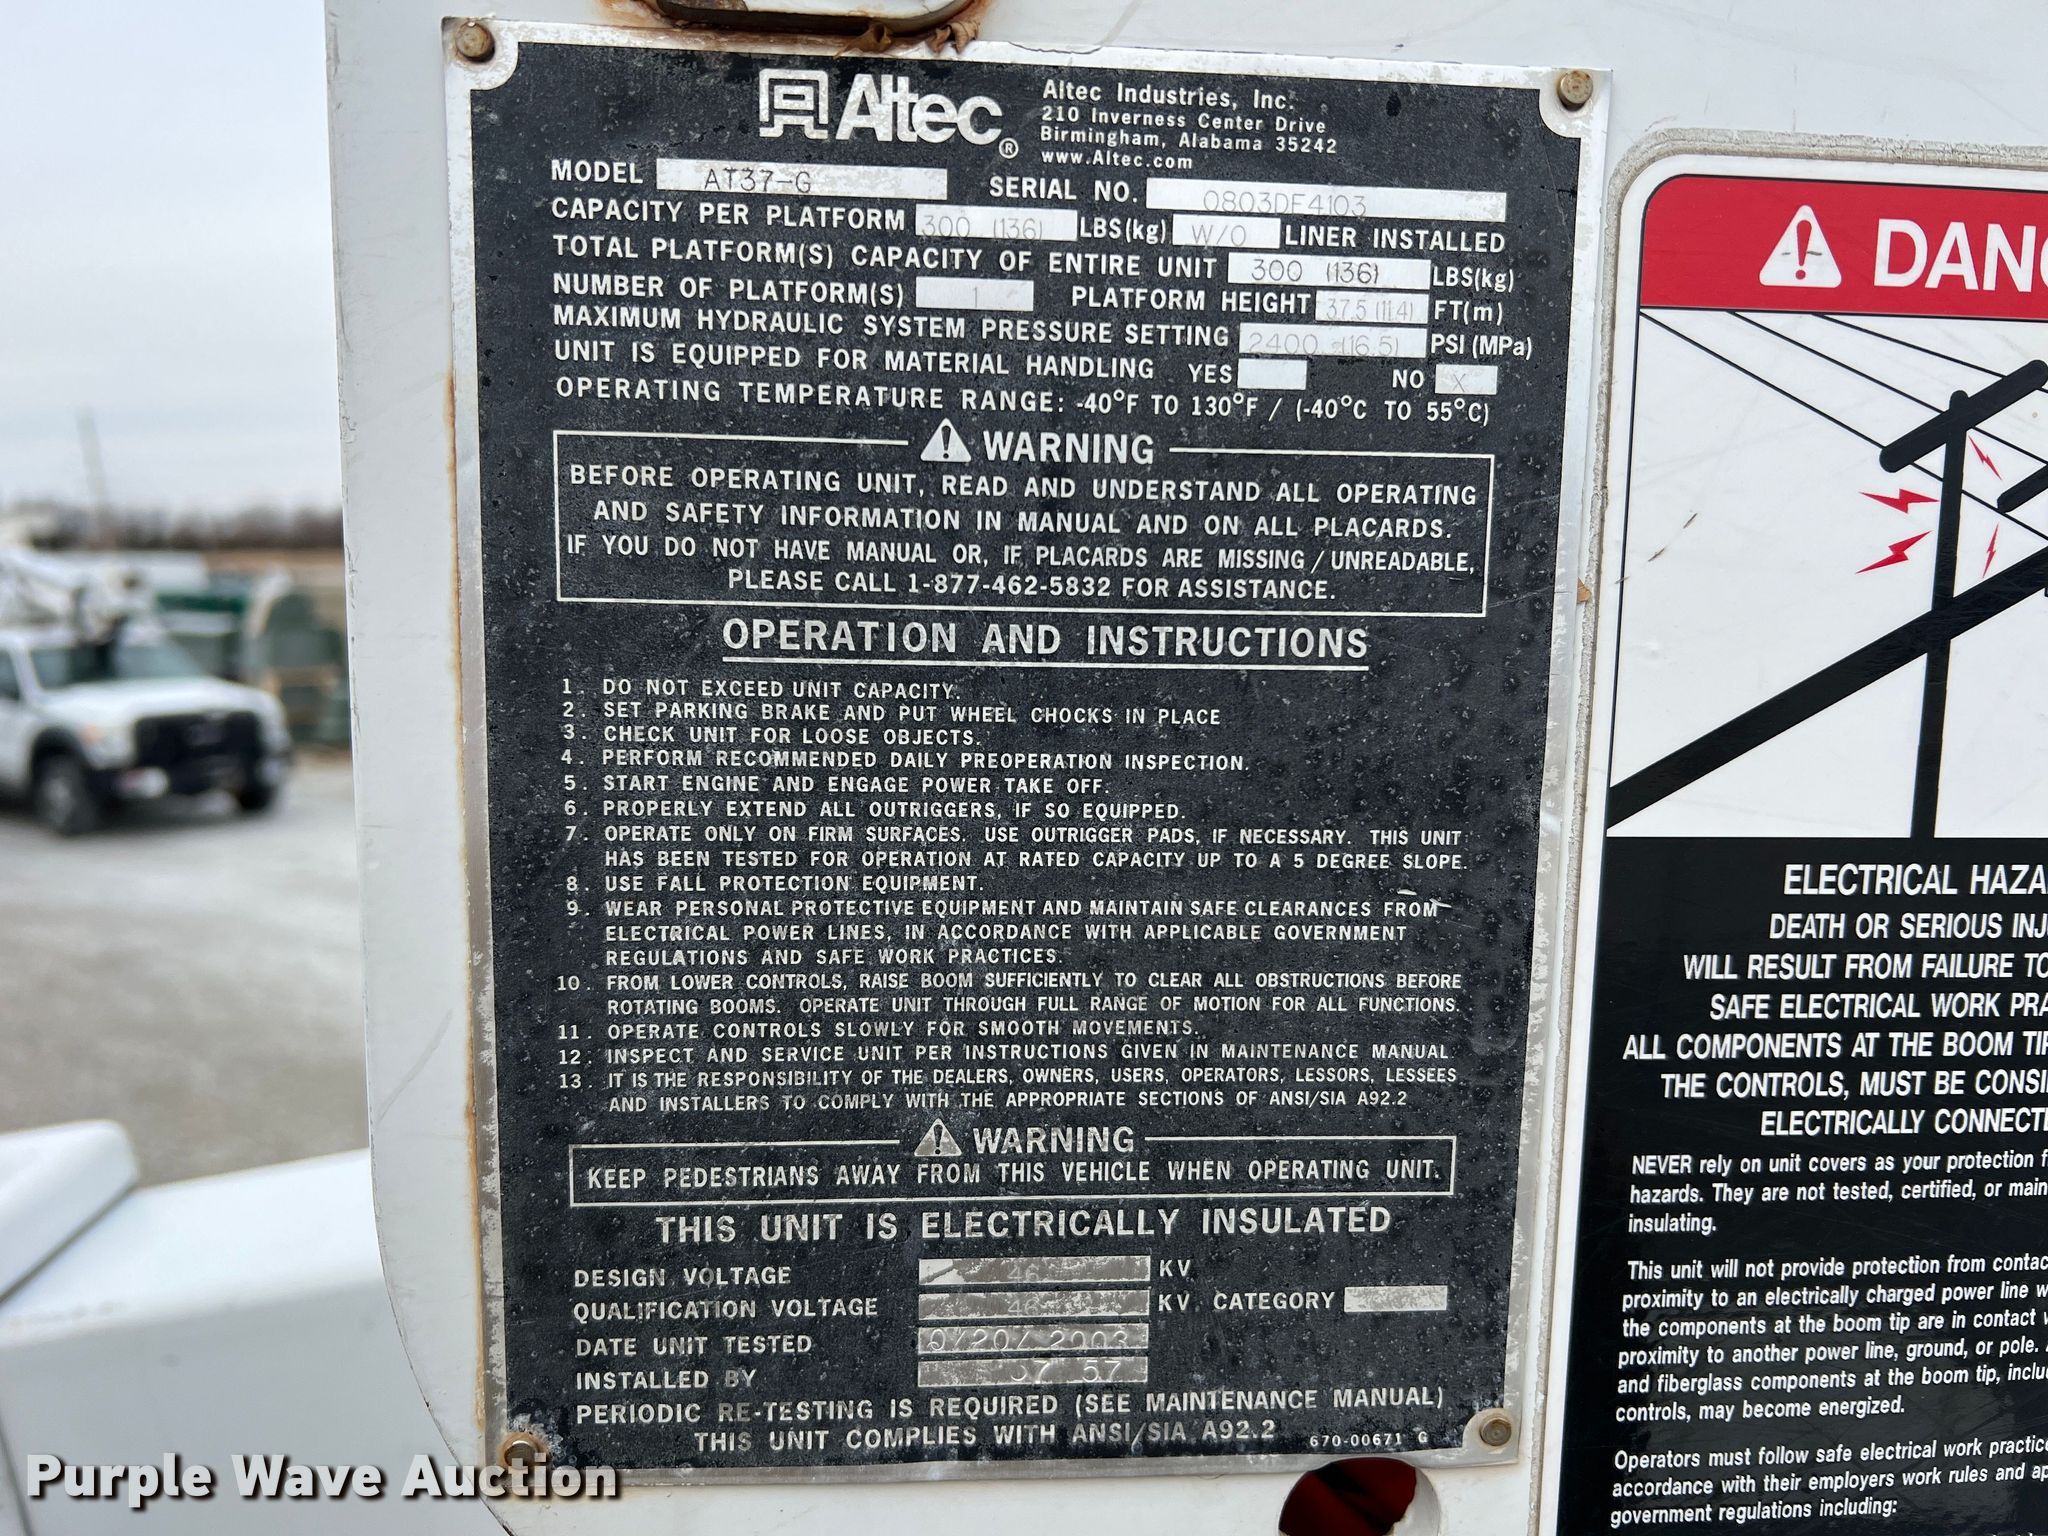 Altec®
Altec Industries, Inc.
210 Inverness Center Drive
Birmingham, Alabama 35242
www.Altec.com
MODEL AT37-G SERIAL NO. 0803DF4103
CAPACITY PER PLATFORM 300 (136) LBS(kg) W/O LINER INSTALLED
TOTAL PLATFORM(S) CAPACITY OF ENTIRE UNIT 300 (136) LBS(kg)
NUMBER OF PLATFORM(S) 1 PLATFORM HEIGHT 37.5 (11.4) FT(m)
MAXIMUM HYDRAULIC SYSTEM PRESSURE SETTING 2400 (16.5) PSI (MPa)
UNIT IS EQUIPPED FOR MATERIAL HANDLING YES NO X
OPERATING TEMPERATURE RANGE: -40°F TO 130°F / (-40°C TO 55°C)
WARNING
BEFORE OPERATING UNIT, READ AND UNDERSTAND ALL OPERATING
AND SAFETY INFORMATION IN MANUAL AND ON ALL PLACARDS.
IF YOU DO NOT HAVE MANUAL OR, IF PLACARDS ARE MISSING / UNREADABLE,
PLEASE CALL 1-877-462-5832 FOR ASSISTANCE.
OPERATION AND INSTRUCTIONS
1. DO NOT EXCEED UNIT CAPACITY.
2. SET PARKING BRAKE AND PUT WHEEL CHOCKS IN PLACE
3. CHECK UNIT FOR LOOSE OBJECTS.
4. PERFORM RECOMMENDED DAILY PREOPERATION INSPECTION.
5. START ENGINE AND ENGAGE POWER TAKE OFF.
6. PROPERLY EXTEND ALL OUTRIGGERS, IF SO EQUIPPED.
7. OPERATE ONLY ON FIRM SURFACES. USE OUTRIGGER PADS, IF NECESSARY. THIS UNIT
HAS BEEN TESTED FOR OPERATION AT RATED CAPACITY UP TO A 5 DEGREE SLOPE.
8. USE FALL PROTECTION EQUIPMENT.
9. WEAR PERSONAL PROTECTIVE EQUIPMENT AND MAINTAIN SAFE CLEARANCES FROM
ELECTRICAL POWER LINES, IN ACCORDANCE WITH APPLICABLE GOVERNMENT
REGULATIONS AND SAFE WORK PRACTICES.
10. FROM LOWER CONTROLS, RAISE BOOM SUFFICIENTLY TO CLEAR ALL OBSTRUCTIONS BEFORE
ROTATING BOOMS. OPERATE UNIT THROUGH FULL RANGE OF MOTION FOR ALL FUNCTIONS.
11. OPERATE CONTROLS SLOWLY FOR SMOOTH MOVEMENTS.
12. INSPECT AND SERVICE UNIT PER INSTRUCTIONS GIVEN IN MAINTENANCE MANUAL
13. IT IS THE RESPONSIBILITY OF THE DEALERS, OWNERS, USERS, OPERATORS, LESSORS, LESSEES
AND INSTALLERS TO COMPLY WITH THE APPROPRIATE SECTIONS OF ANSI/SIA A92.2
WARNING
KEEP PEDESTRIANS AWAY FROM THIS VEHICLE WHEN OPERATING UNIT.
THIS UNIT IS ELECTRICALLY INSULATED
DESIGN VOLTAGE 46 KV
QUALIFICATION VOLTAGE 46 KV CATEGORY
DATE UNIT TESTED
INSTALLED BY
PERIODIC RE-TESTING IS REQUIRED (SEE MAINTENANCE MANUAL)
THIS UNIT COMPLIES WITH ANSI/SIA A92.2 670-00671 G
DANG
ELECTRICAL HAZA
DEATH OR SERIOUS INJ
WILL RESULT FROM FAILURE TO
SAFE ELECTRICAL WORK PRA
ALL COMPONENTS AT THE BOOM TIP
THE CONTROLS, MUST BE CONSI
ELECTRICALLY CONNECTE
NEVER rely on unit covers as your protection f
hazards. They are not tested, certified, or main
insulating.
This unit will not provide protection from contac
proximity to an electrically charged power line w
the components at the boom tip are in contact
proximity to another power line, ground, or pole.
and fiberglass components at the boom tip, inclu
controls, may become energized.
Operators must follow safe electrical work practice
accordance with their employers work rules and ap
government regulations including:
Purple Wave Auction